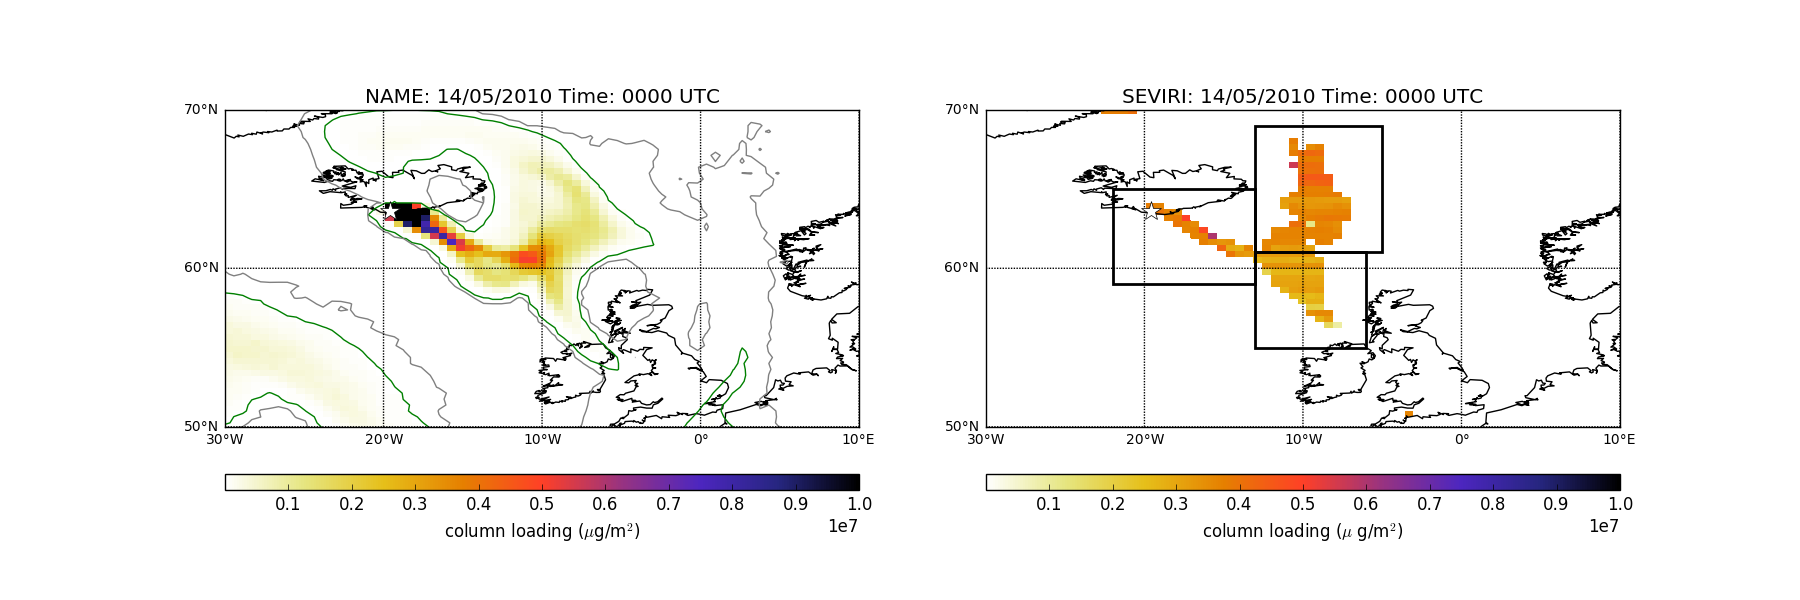 NAME: 14/05/2010 Time: 0000 UTC
70°N
60°N
50°N
30°W 20°W 10°W 0° 10°E
0.1 0.2 0.3 0.4 0.5 0.6 0.7 0.8 0.9 1.0
1e7
column loading (μg/m²)
SEVIRI: 14/05/2010 Time: 0000 UTC
70°N
60°N
50°N
30°W 20°W 10°W 0° 10°E
0.1 0.2 0.3 0.4 0.5 0.6 0.7 0.8 0.9 1.0
1e7
column loading (μ g/m²)